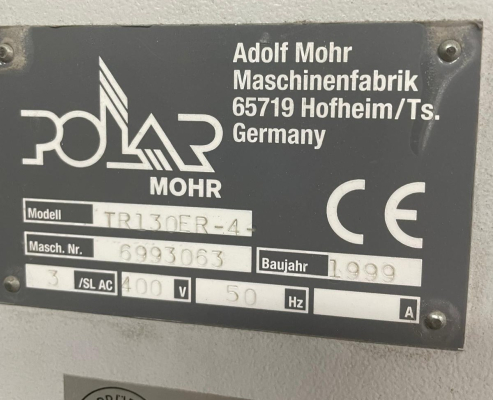 POLAR
MOHR
Adolf Mohr
Maschinenfabrik
65719 Hofheim/Ts.
Germany
CE
Modell TR130ER-4-
Masch. Nr. 6993063 Baujahr 1999
3 /SL AC 400 V 50 Hz A